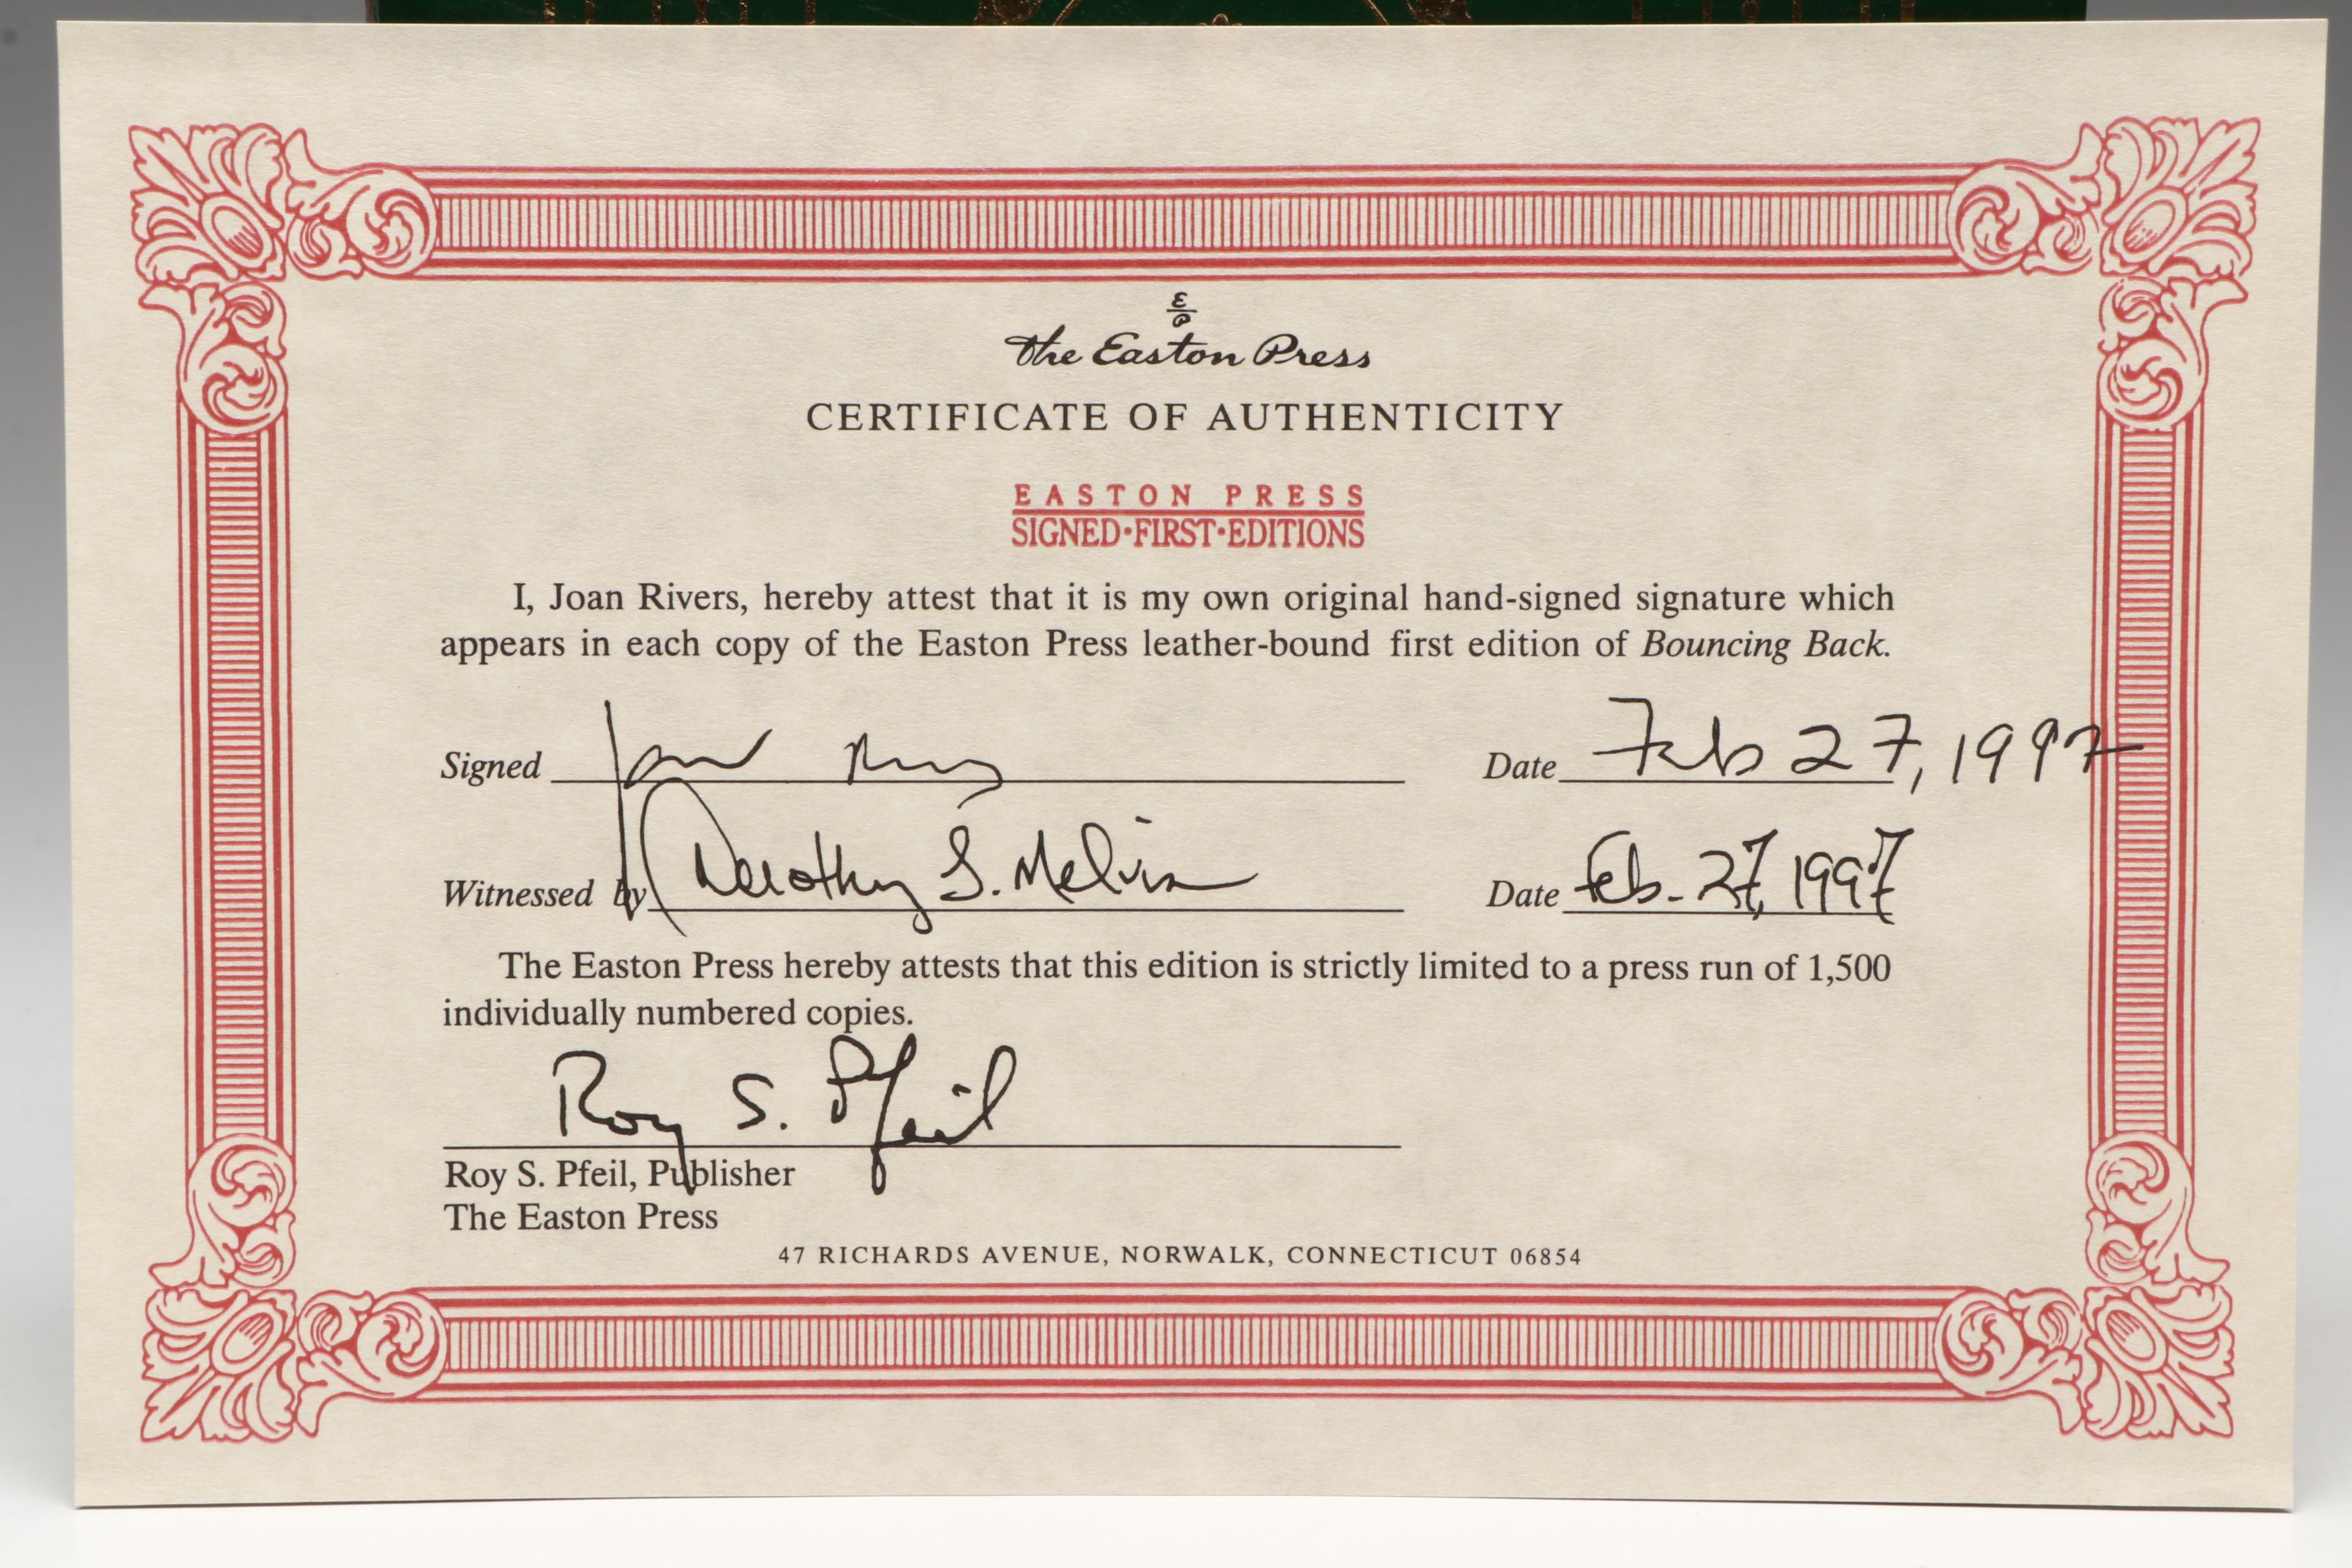 E
P
The Easton Press
CERTIFICATE OF AUTHENTICITY
EASTON PRESS
SIGNED·FIRST·EDITIONS
I, Joan Rivers, hereby attest that it is my own original hand-signed signature which
appears in each copy of the Easton Press leather-bound first edition of Bouncing Back.
Signed Joan Rivers Date Feb 27, 1997
Witnessed by Dorothy S. Melvin Date Feb. 27, 1997
The Easton Press hereby attests that this edition is strictly limited to a press run of 1,500
individually numbered copies.
Roy S. Pfeil
Roy S. Pfeil, Publisher
The Easton Press
47 RICHARDS AVENUE, NORWALK, CONNECTICUT 06854